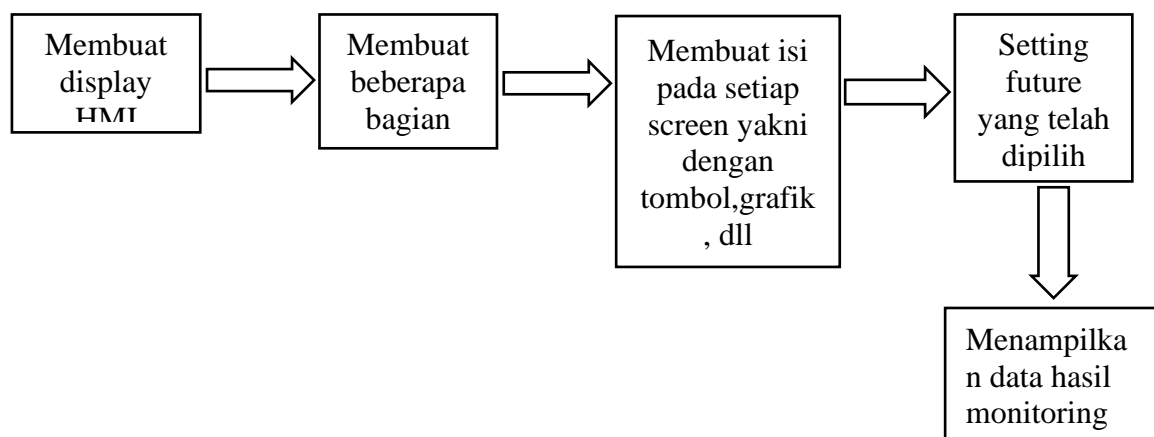 Membuat
display
HMI
Membuat
beberapa
bagian
Membuat isi
pada setiap
screen yakni
dengan
tombol,grafik
, dll
Setting
future
yang telah
dipilih
Menampilka
n data hasil
monitoring